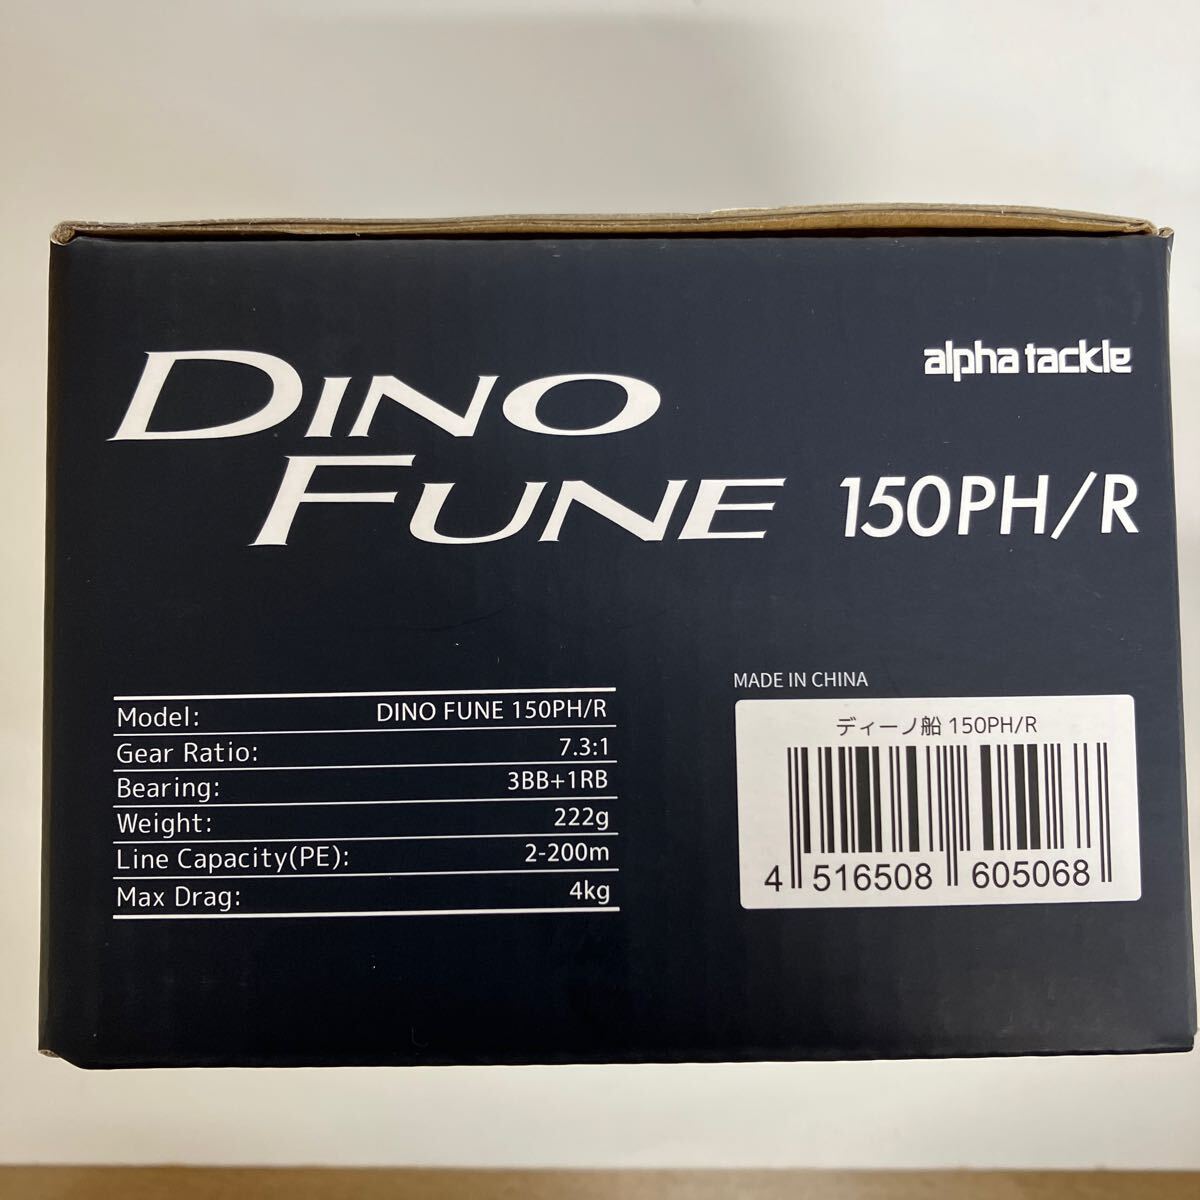 alpha tackle
DINO
FUNE 150PH/R
Model: DINO FUNE 150PH/R
Gear Ratio: 7.3:1
Bearing: 3BB+1RB
Weight: 222g
Line Capacity(PE): 2-200m
Max Drag: 4kg
MADE IN CHINA
ディーノ船 150PH/R
4 516508 605068